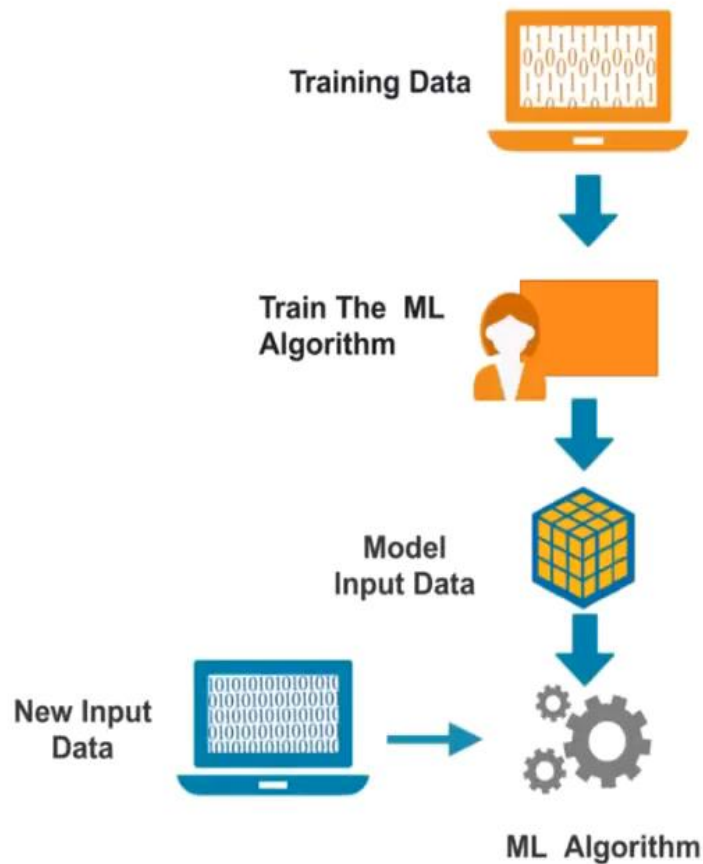 Training Data
Train The ML
Algorithm
Model
Input Data
New Input
Data
ML Algorithm